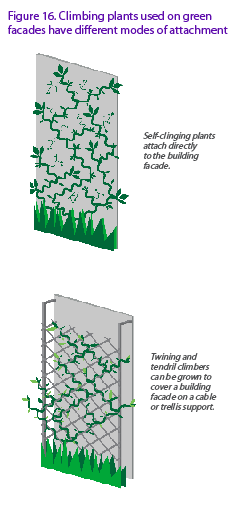 Figure 16. Climbing plants used on green
facades have different modes of attachment
Self-clinging plants
attach directly
to the building
facade.
Twining and
tendril climbers
can be grown to
cover a building
facade on a cable
or trellis support.